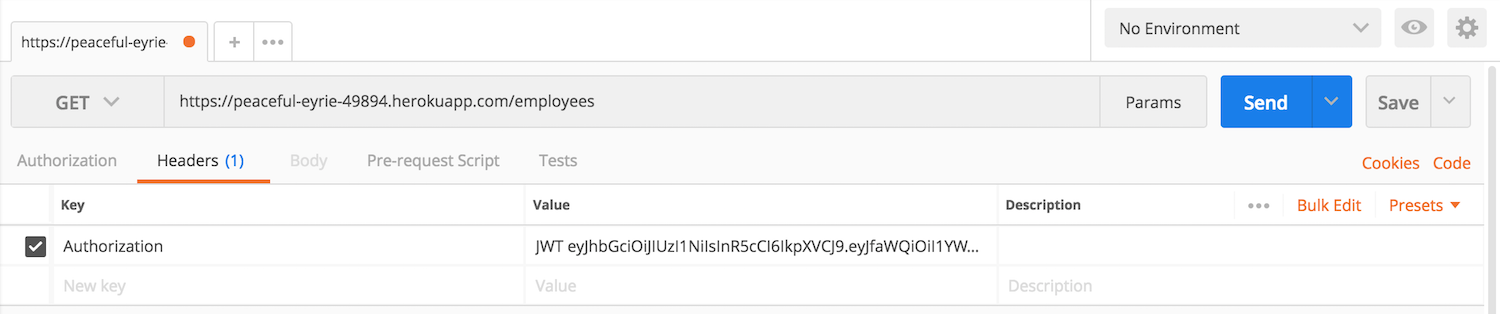 https://peaceful-eyrie
+
•••
No Environment
GET
https://peaceful-eyrie-49894.herokuapp.com/employees
Params
Send
Save
Authorization
Headers (1)
Body
Pre-request Script
Tests
Cookies
Code
Key
Value
Description
•••
Bulk Edit
Presets
Authorization
JWT eyJhbGciOiJIUzI1NiIsInR5cCI6IkpXVCJ9.eyJfaWQiOiI1YW...
New key
Value
Description